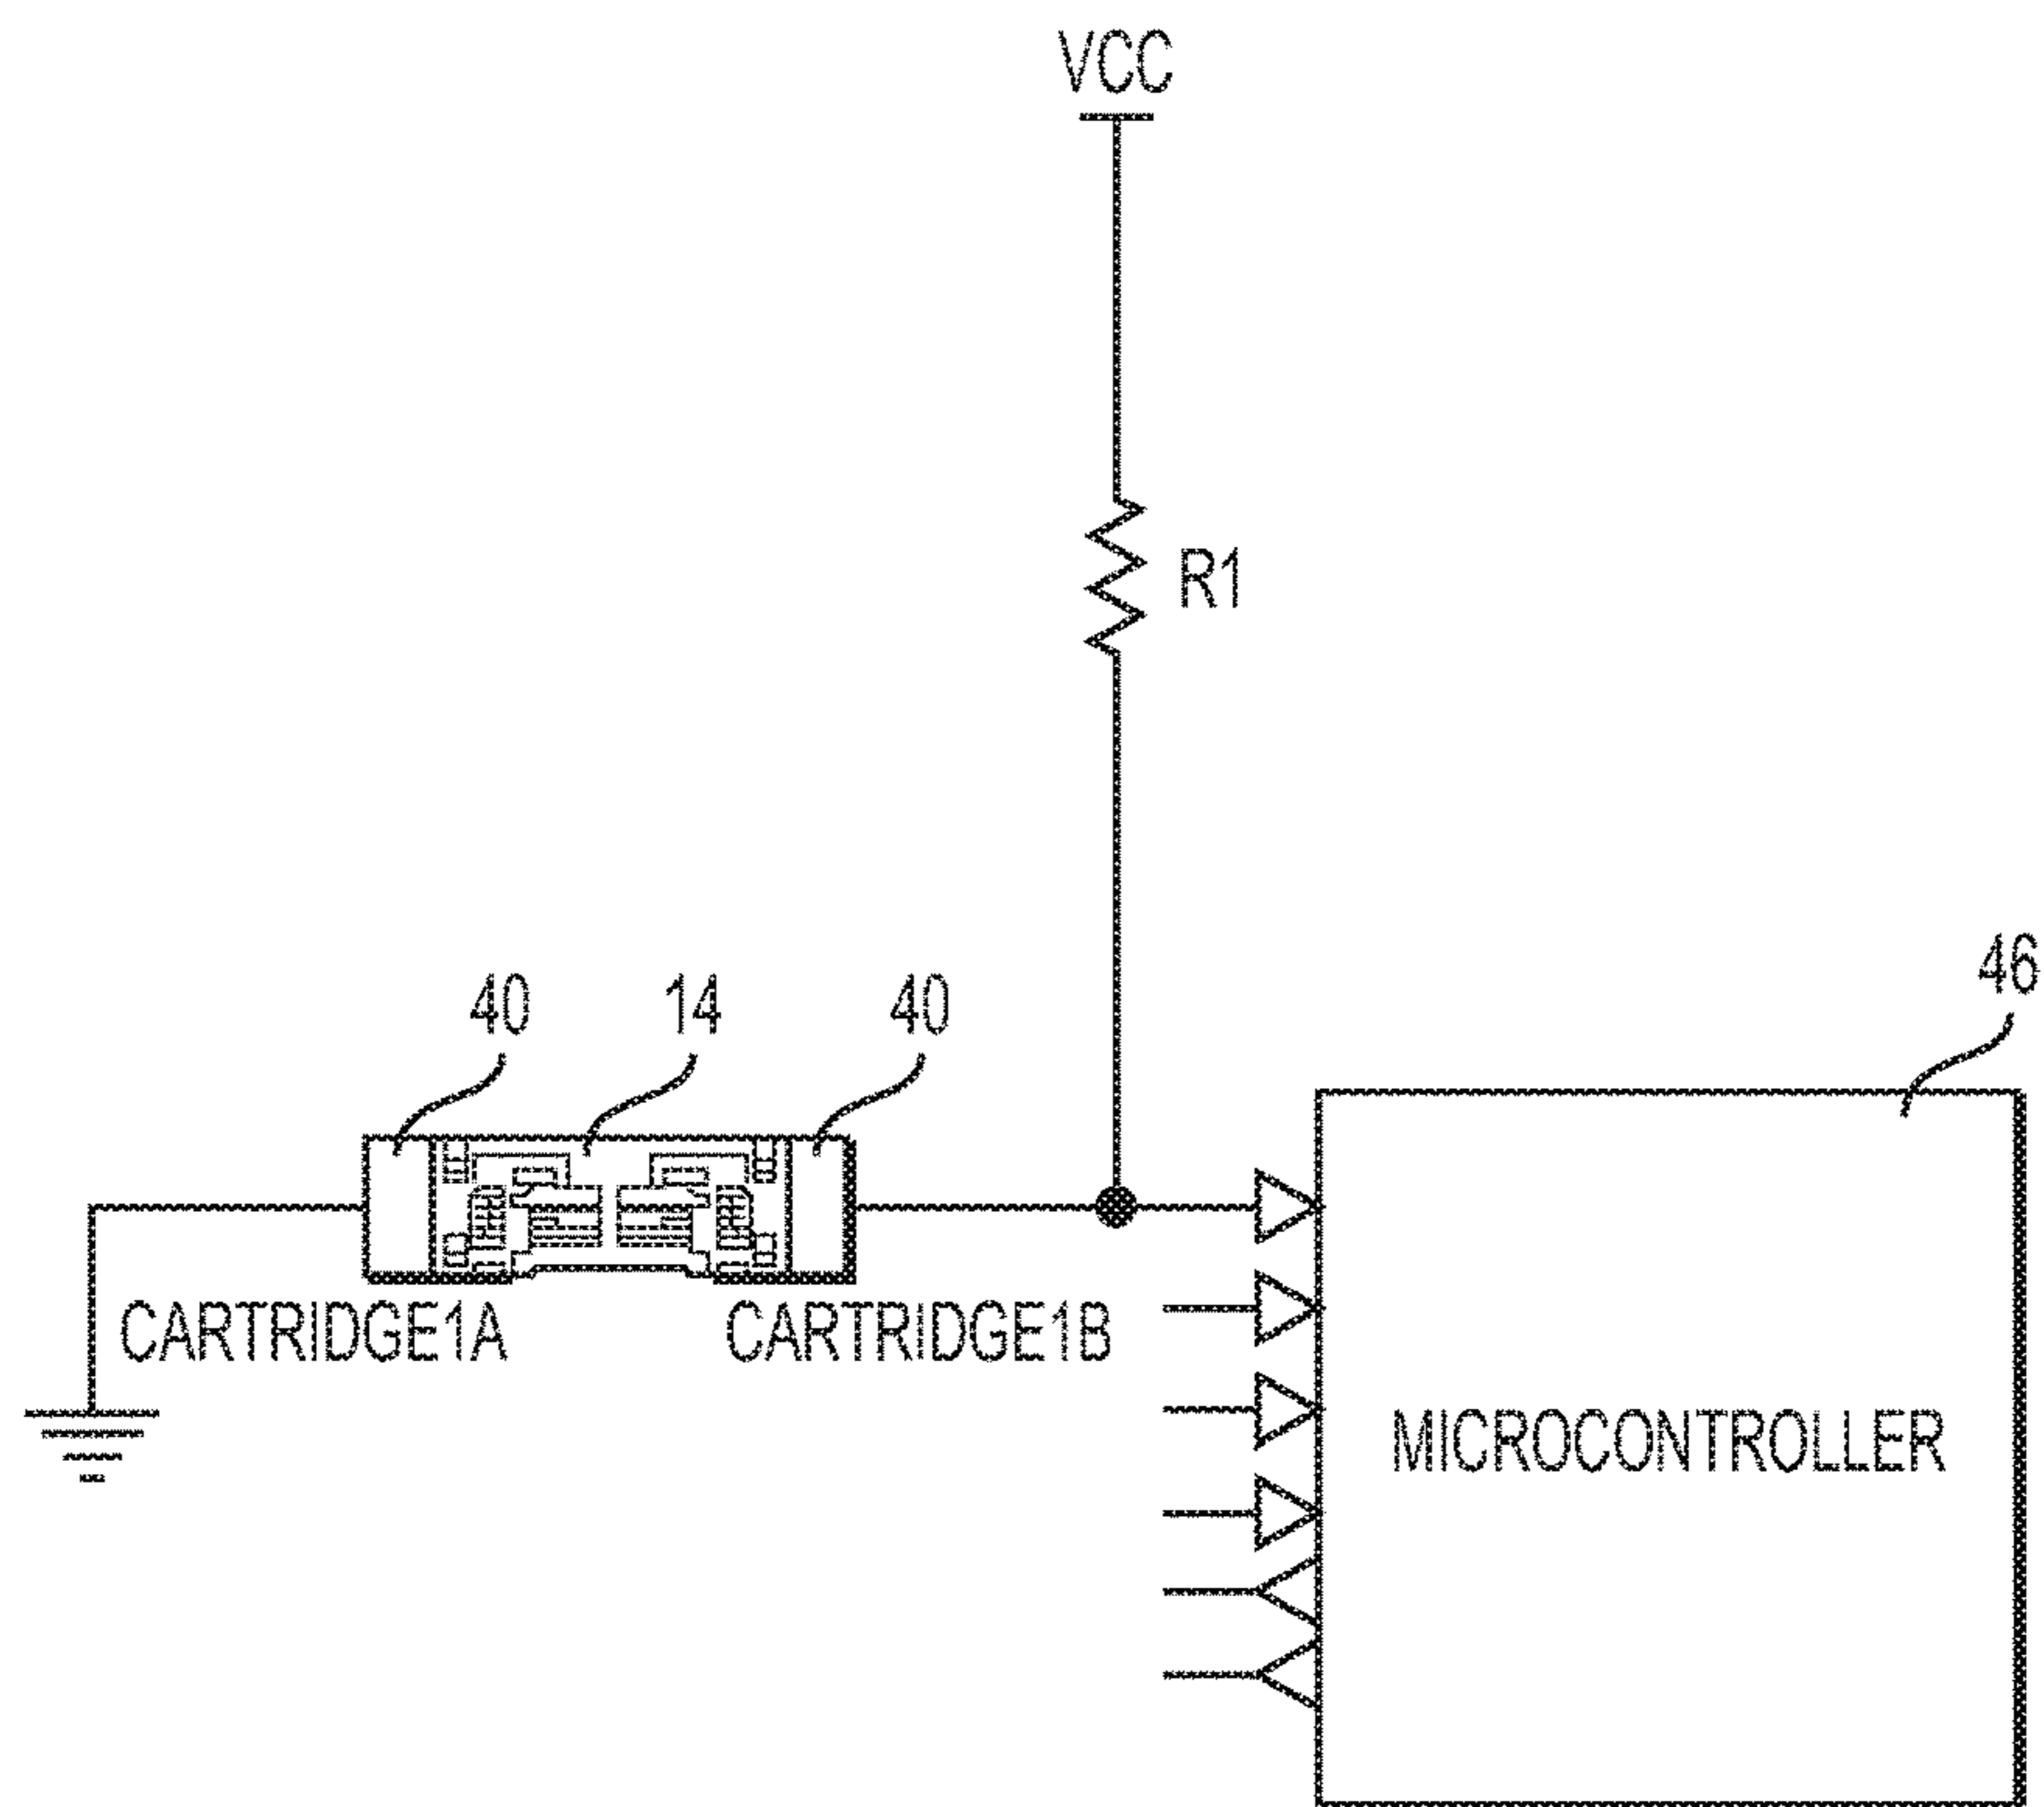 VCC
R1
46
40 14 40
CARTRIDGE1A CARTRIDGE1B
MICROCONTROLLER